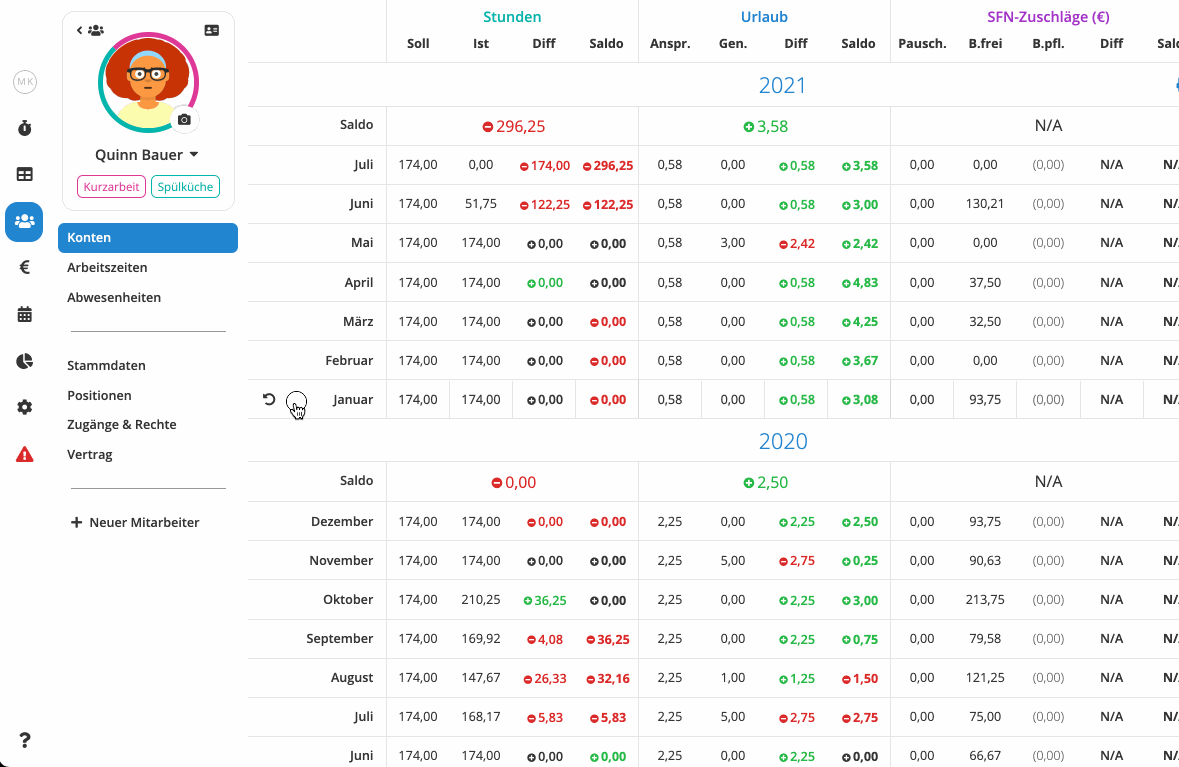 Stunden Urlaub SFN-Zuschläge (€)
Soll Ist Diff Saldo Anspr. Gen. Diff Saldo Pausch. B.frei B.pfl. Diff
MK
Quinn Bauer
Kurzarbeit Spülküche
Konten
Arbeitszeiten
Abwesenheiten
Stammdaten
Positionen
Zugänge & Rechte
Vertrag
+ Neuer Mitarbeiter
?
2021
Saldo 296,25 3,58 N/A
Juli 174,00 0,00 174,00 296,25 0,58 0,00 0,58 3,58 0,00 0,00 (0,00) N/A N/
Juni 174,00 51,75 122,25 122,25 0,58 0,00 0,58 3,00 0,00 130,21 (0,00) N/A N/
Mai 174,00 174,00 0,00 0,00 0,58 3,00 2,42 2,42 0,00 0,00 (0,00) N/A N/
April 174,00 174,00 0,00 0,00 0,58 0,00 0,58 4,83 0,00 37,50 (0,00) N/A N/
März 174,00 174,00 0,00 0,00 0,58 0,00 0,58 4,25 0,00 32,50 (0,00) N/A N/
Februar 174,00 174,00 0,00 0,00 0,58 0,00 0,58 3,67 0,00 0,00 (0,00) N/A N/
Januar 174,00 174,00 0,00 0,00 0,58 0,00 0,58 3,08 0,00 93,75 (0,00) N/A N/
2020
Saldo 0,00 2,50 N/A
Dezember 174,00 174,00 0,00 0,00 2,25 0,00 2,25 2,50 0,00 93,75 (0,00) N/A N/
November 174,00 174,00 0,00 0,00 2,25 5,00 2,75 0,25 0,00 90,63 (0,00) N/A N/
Oktober 174,00 210,25 36,25 0,00 2,25 0,00 2,25 3,00 0,00 213,75 (0,00) N/A N/
September 174,00 169,92 4,08 36,25 2,25 0,00 2,25 0,75 0,00 79,58 (0,00) N/A N/
August 174,00 147,67 26,33 32,16 2,25 1,00 1,25 1,50 0,00 121,25 (0,00) N/A N/
Juli 174,00 168,17 5,83 5,83 2,25 5,00 2,75 2,75 0,00 75,00 (0,00) N/A N/
Juni 174,00 174,00 0,00 0,00 2,25 0,00 2,25 0,00 0,00 66,67 (0,00) N/A N/